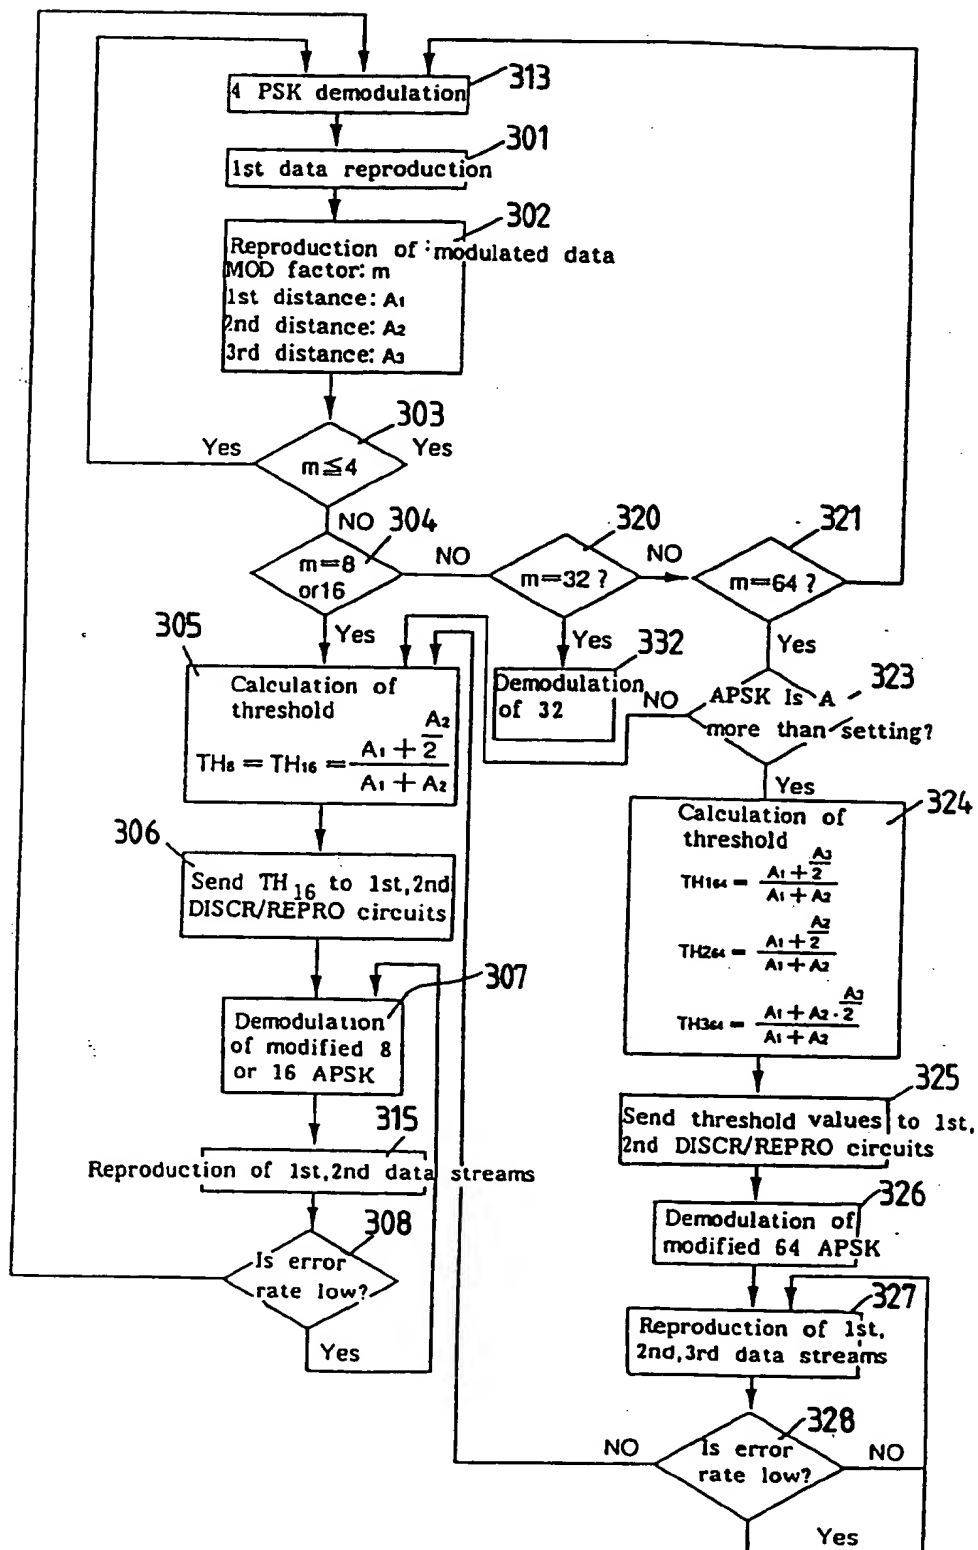 313
4 PSK demodulation
301
1st data reproduction
302
Reproduction of modulated data
MOD factor: m
1st distance: A1
2nd distance: A2
3rd distance: A3
303
Yes
Yes
m≦4
NO
304
m=8
or16
NO
320
m=32 ?
NO
321
m=64 ?
Yes
Yes
Yes
305
Calculation of
threshold
TH8 = TH16 = (A1 + A2/2) / (A1 + A2)
332
Demodulation
of 32
NO
323
APSK Is A
more than setting?
Yes
306
Send TH16 to 1st,2nd
DISCR/REPRO circuits
324
Calculation of
threshold
TH164 = (A1 + A3/2) / (A1 + A2)
TH264 = (A1 + A2/2) / (A1 + A2)
TH364 = (A1 + A2 · A3/2) / (A1 + A2)
307
Demodulation
of modified 8
or 16 APSK
315
Reproduction of 1st,2nd data streams
308
Is error
rate low?
Yes
325
Send threshold values to 1st,
2nd DISCR/REPRO circuits
326
Demodulation of
modified 64 APSK
327
Reproduction of 1st,
2nd,3rd data streams
328
NO
Is error
rate low?
NO
Yes